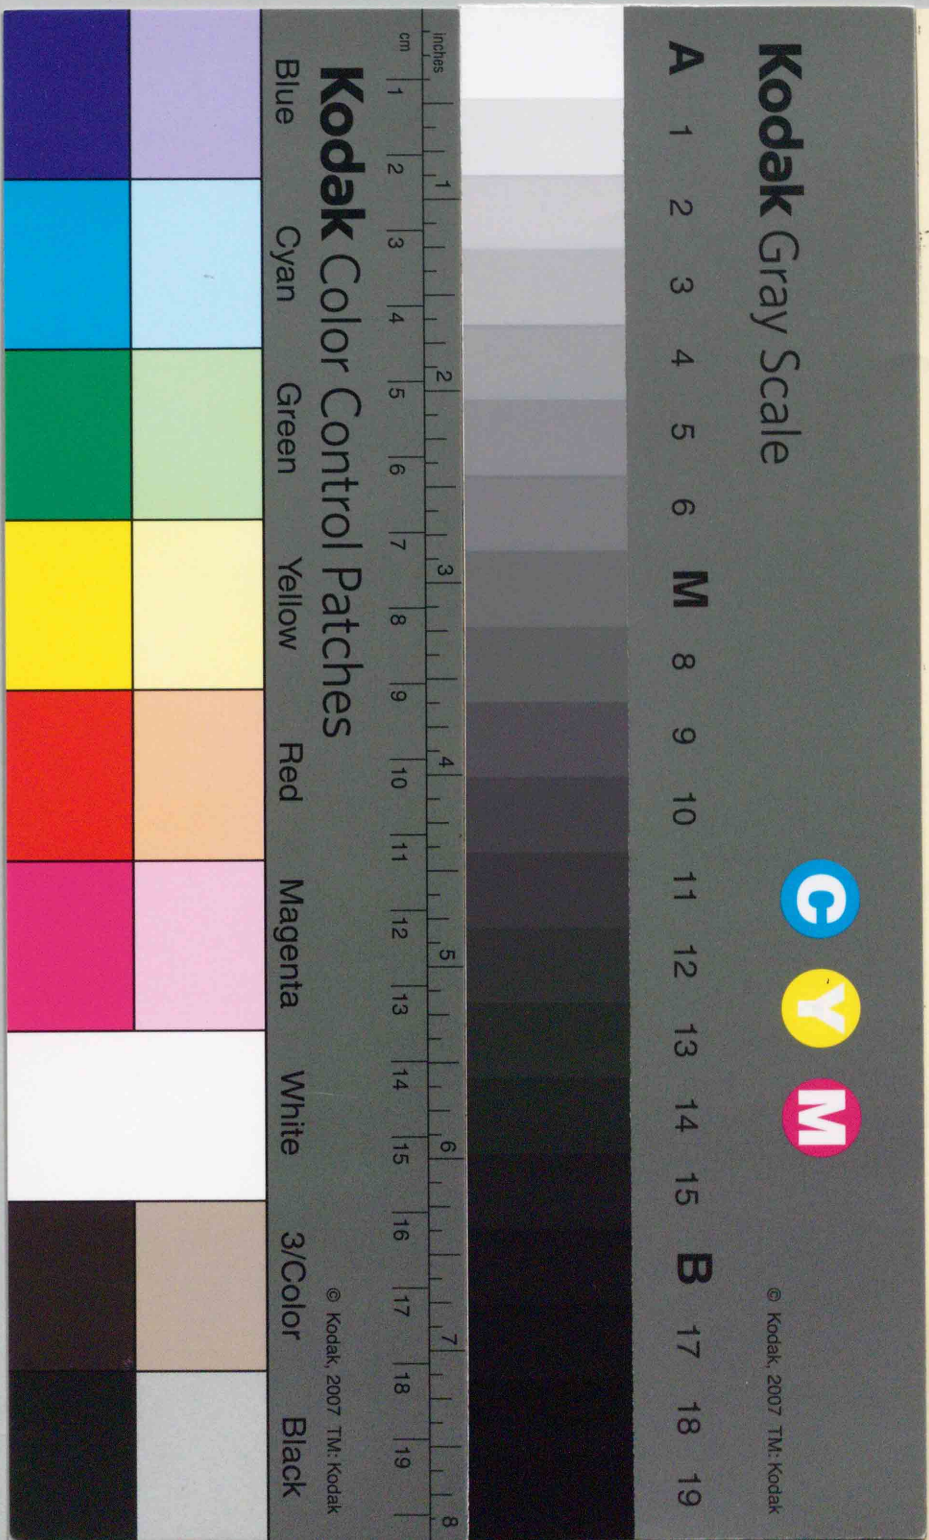 Kodak Gray Scale
C Y M
© Kodak, 2007 TM: Kodak
A 1 2 3 4 5 6 M 8 9 10 11 12 13 14 15 B 17 18 19
inches 1 2 3 4 5 6 7 8
cm 1 2 3 4 5 6 7 8 9 10 11 12 13 14 15 16 17 18 19
Kodak Color Control Patches
© Kodak, 2007 TM: Kodak
Blue Cyan Green Yellow Red Magenta White 3/Color Black